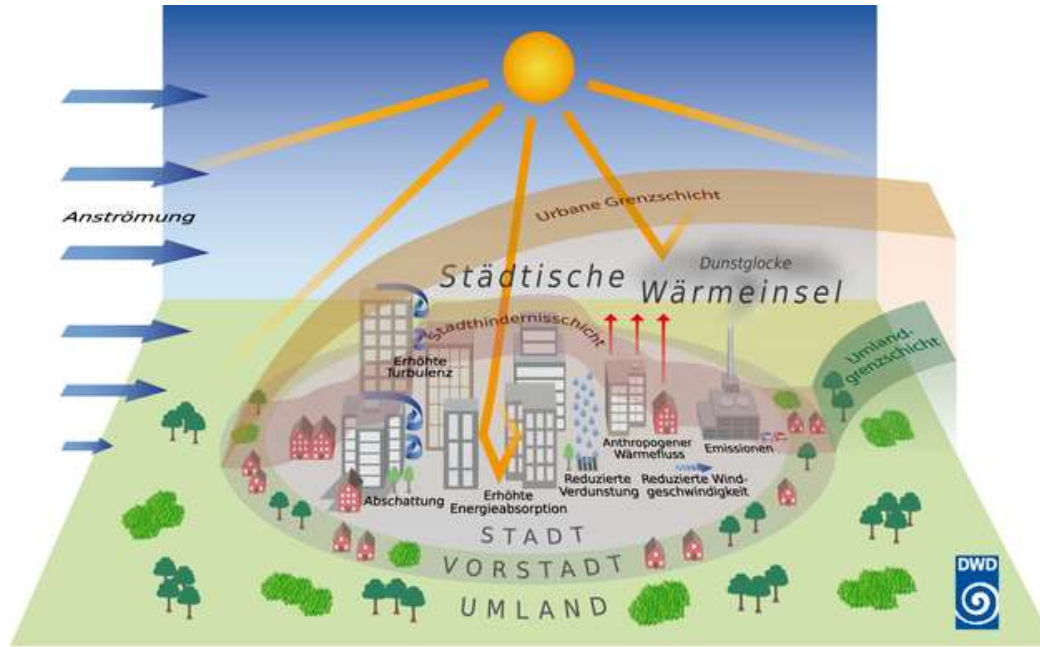 Anströmung
Urbane Grenzschicht
Städtische
Wärmeinsel
Dunstglocke
Stadthindernisschicht
Umland-
grenzschicht
Erhöhte
Turbulenz
Abschattung
Erhöhte
Energieabsorption
Reduzierte
Verdunstung
Anthropogener
Wärmefluss
Reduzierte Wind-
geschwindigkeit
Emissionen
STADT
VORSTADT
UMLAND
DWD